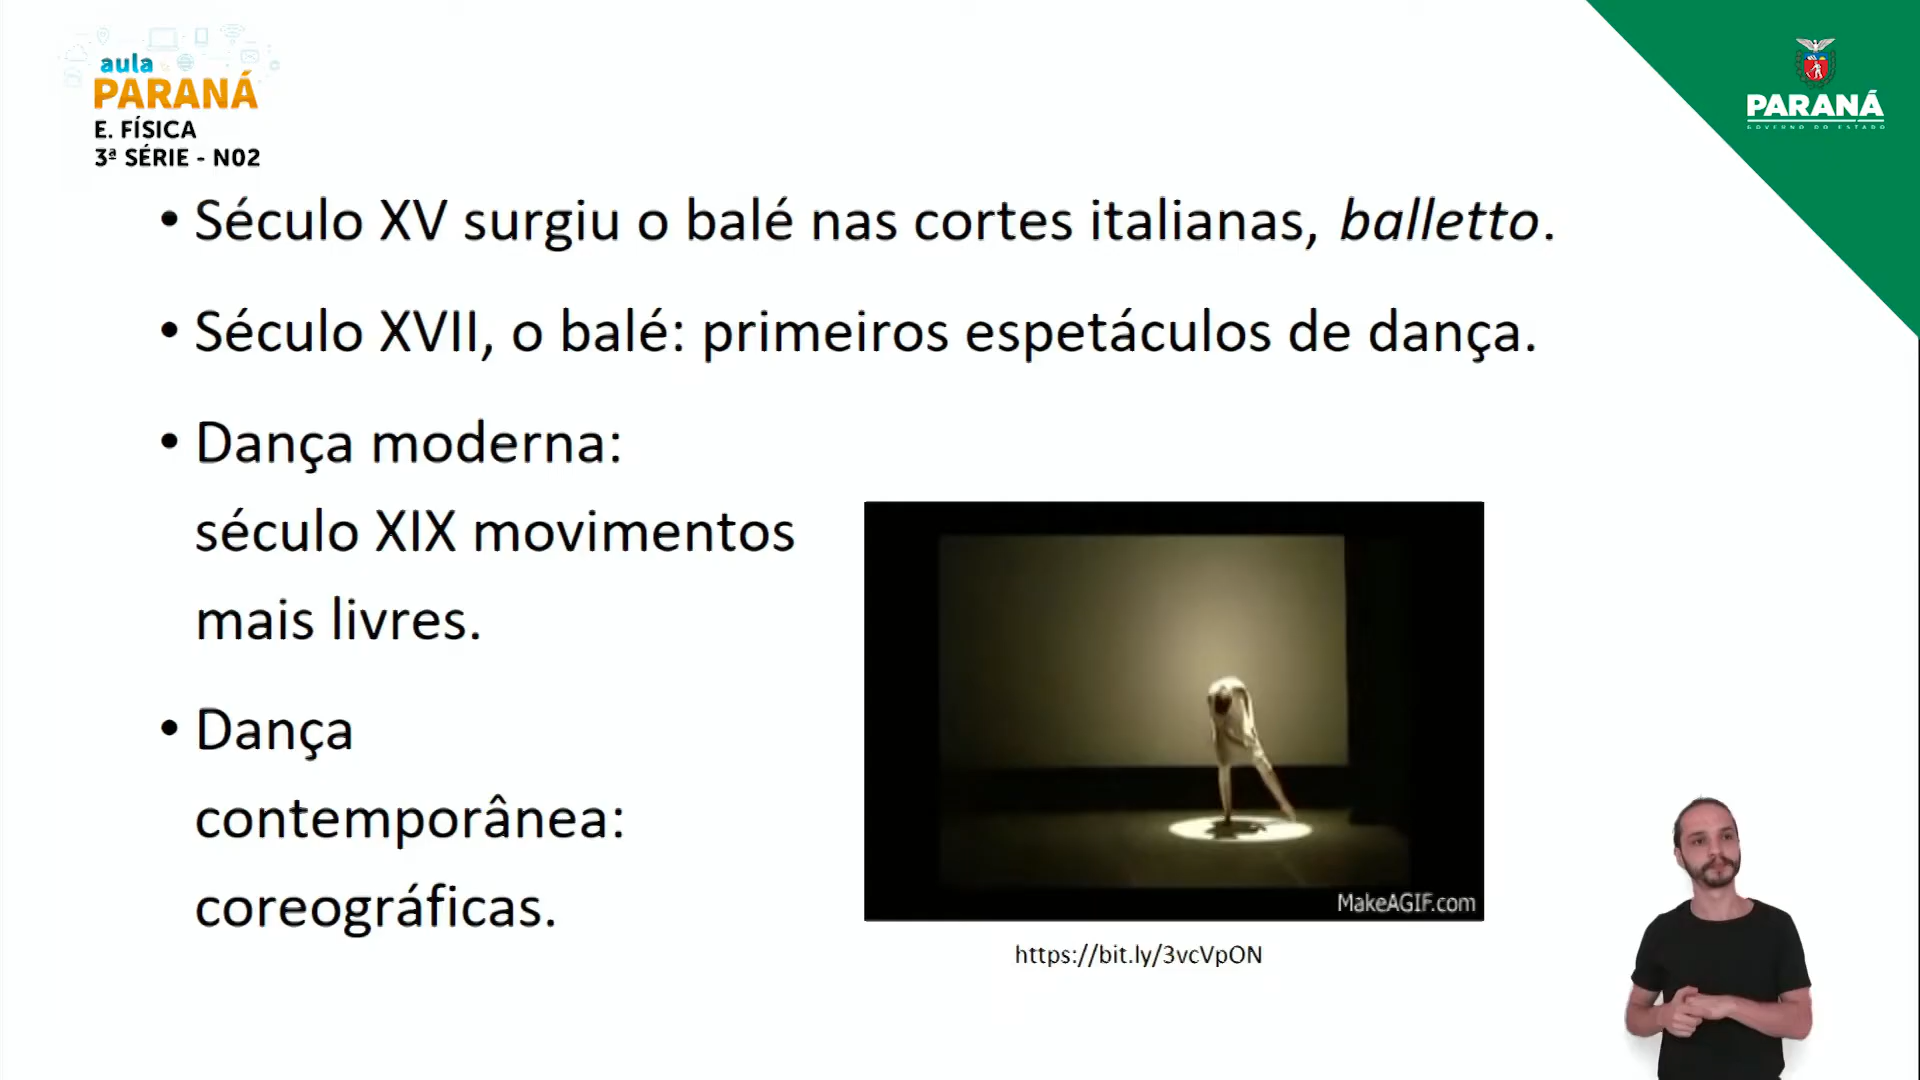 aula
PARANÁ
E. FÍSICA
3ª SÉRIE - N02
PARANÁ
GOVERNO DO ESTADO
• Século XV surgiu o balé nas cortes italianas, balletto.
• Século XVII, o balé: primeiros espetáculos de dança.
• Dança moderna:
século XIX movimentos
mais livres.
• Dança
contemporânea:
coreográficas.
MakeAGIF.com
https://bit.ly/3vcVpON